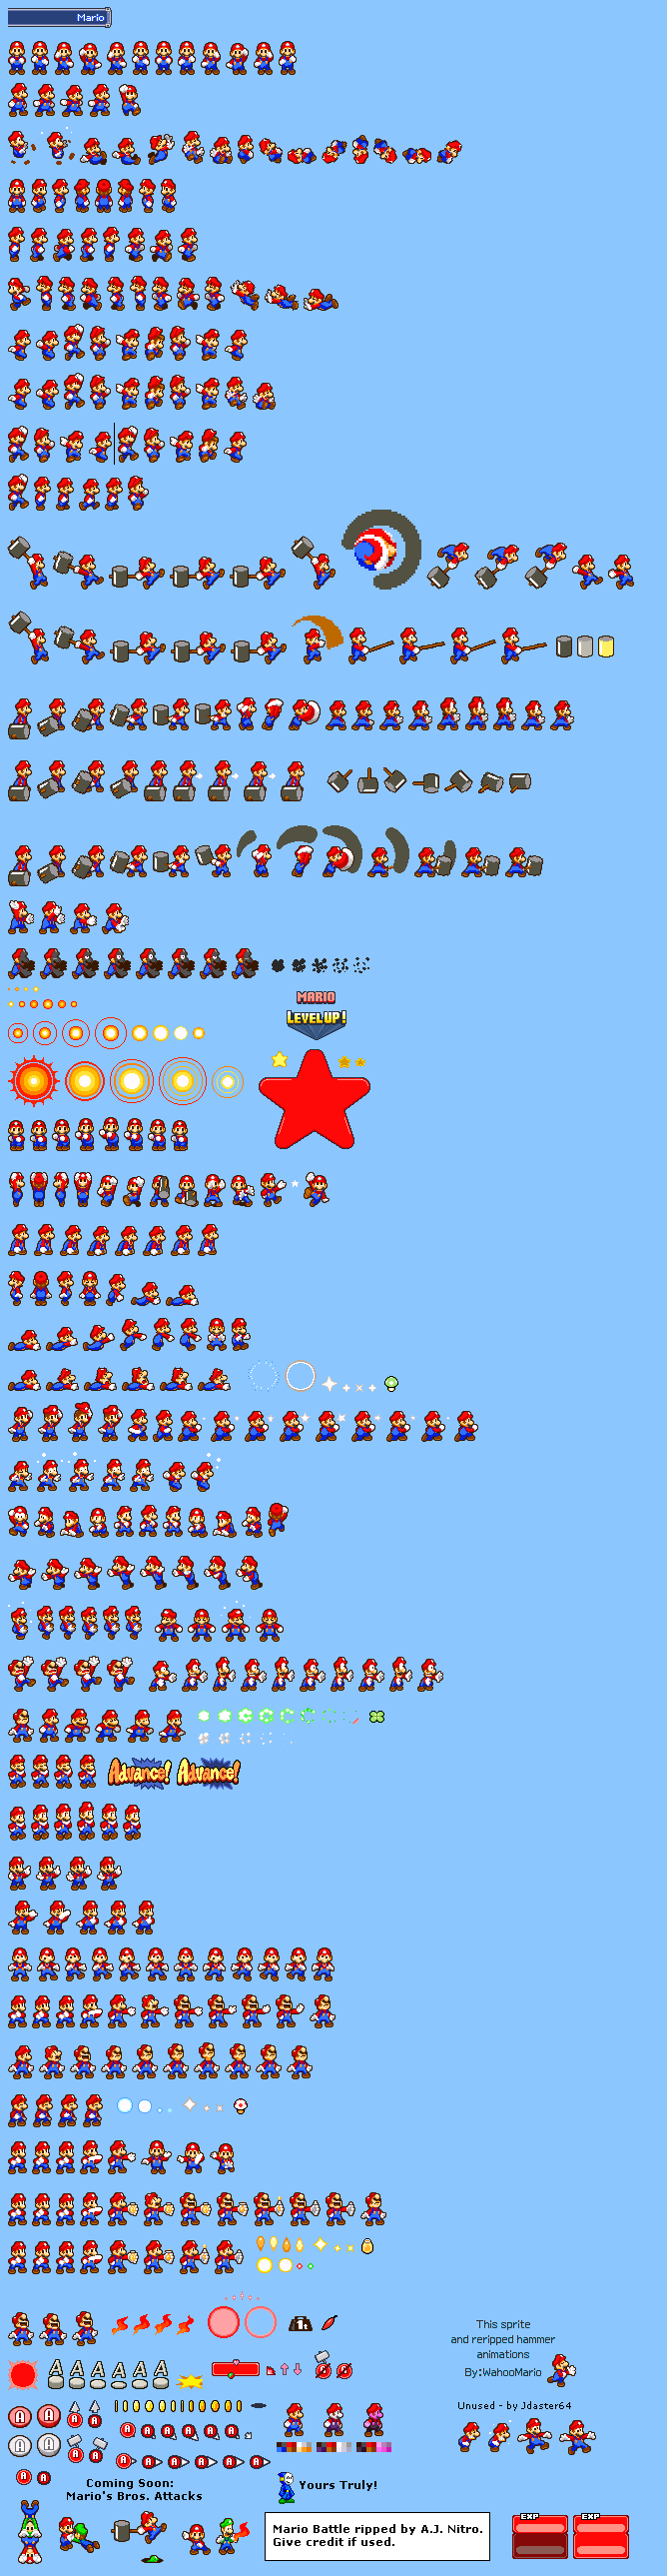 Mario
MARIO
LEVEL UP!
Advance! Advance!
This sprite
and reripped hammer
animations
By:WahooMario
Unused - by Jdaster64
A A A A A A
A A A A
A A A A A
A A A A A A
A A
Coming Soon:
Mario's Bros. Attacks
Yours Truly!
Mario Battle ripped by A.J. Nitro.
Give credit if used.
EXP EXP